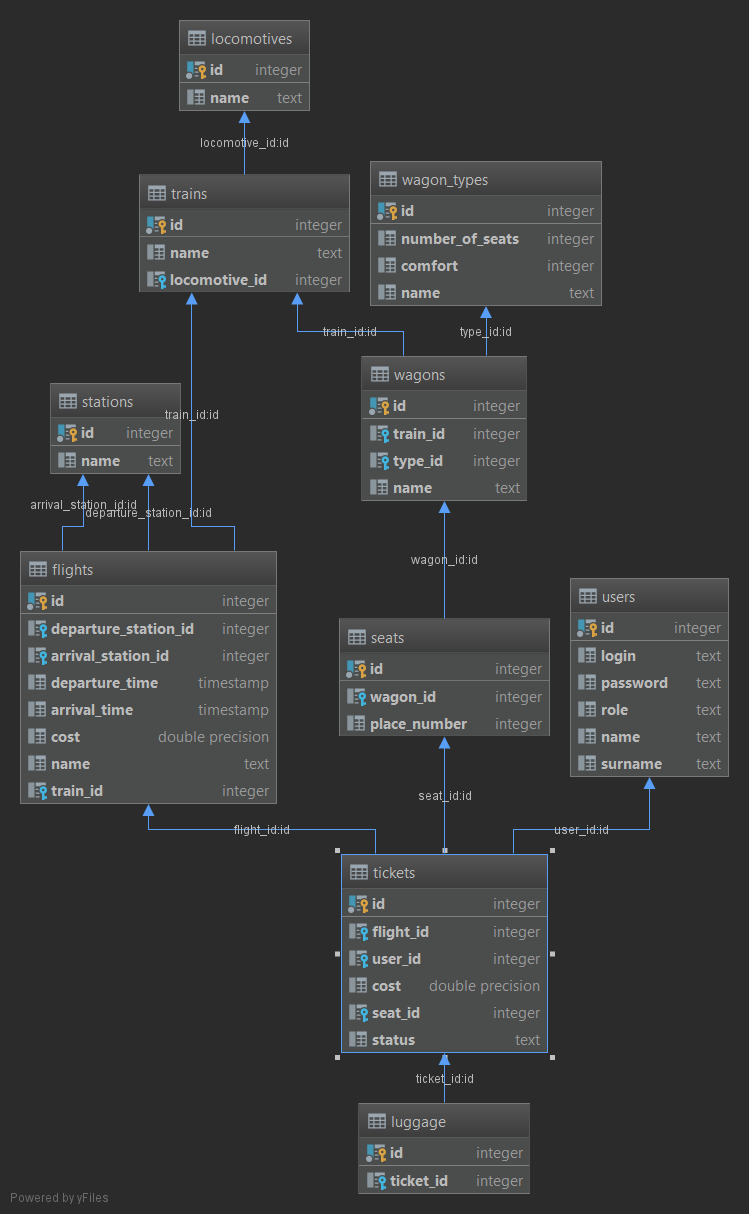 locomotives
id integer
name text
locomotive_id:id
trains
id integer
name text
locomotive_id integer
wagon_types
id integer
number_of_seats integer
comfort integer
name text
train_id:id
type_id:id
wagons
id integer
train_id integer
type_id integer
name text
stations
id integer
name text
train_id:id
arrival_station_id:id
departure_station_id:id
wagon_id:id
flights
id integer
departure_station_id integer
arrival_station_id integer
departure_time timestamp
arrival_time timestamp
cost double precision
name text
train_id integer
seats
id integer
wagon_id integer
place_number integer
users
id integer
login text
password text
role text
name text
surname text
seat_id:id
flight_id:id
user_id:id
tickets
id integer
flight_id integer
user_id integer
cost double precision
seat_id integer
status text
ticket_id:id
luggage
id integer
ticket_id integer
Powered by yFiles